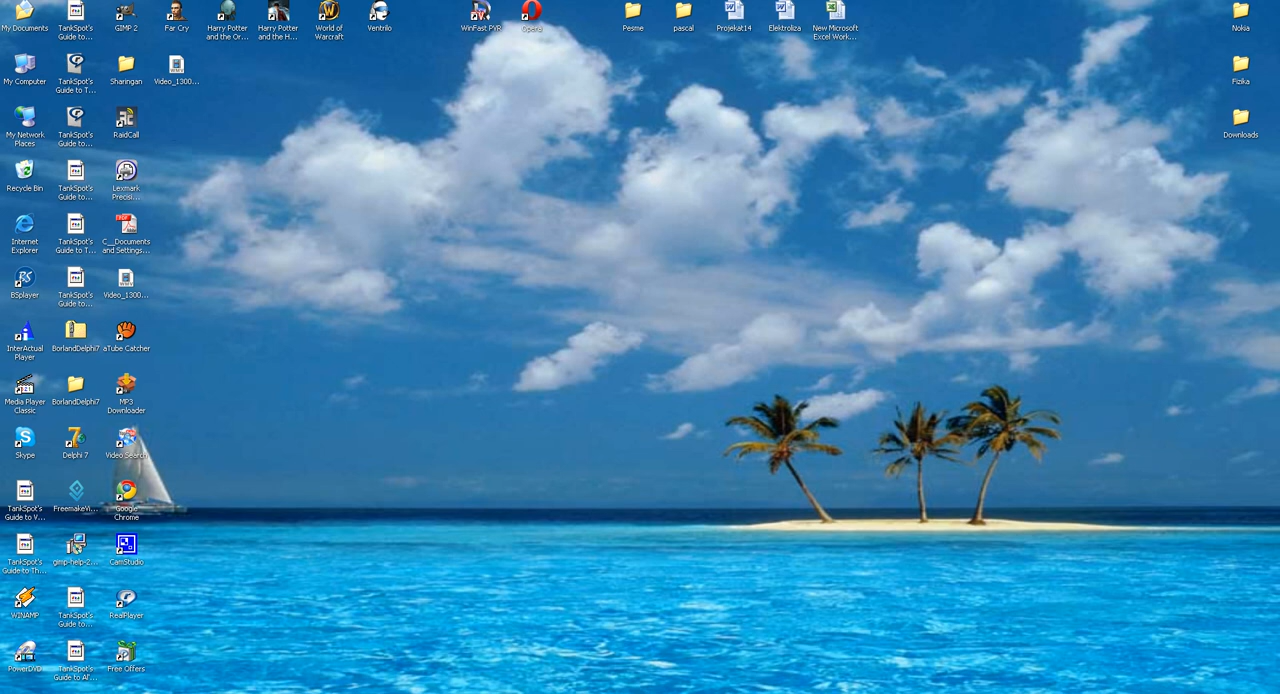 My Documents
TankSpot's
Guide to...
GIMP 2
Far Cry
Harry Potter
and the Or...
Harry Potter
and the H...
World of
Warcraft
Ventrilo
WinFast PVR
Opera
Pesme
pascal
Projekat14
Elektroliza
New Microsoft
Excel Work...
Nokia
My Computer
TankSpot's
Guide to T...
Sharingan
Video_1300...
Fizika
My Network
Places
TankSpot's
Guide to...
RaidCall
Downloads
Recycle Bin
TankSpot's
Guide to...
Lexmark
Precisi...
Internet
Explorer
TankSpot's
Guide to T...
C__Documents
and Settings...
BSplayer
TankSpot's
Guide to...
Video_1300...
InterActual
Player
BorlandDelphi7
aTube Catcher
Media Player
Classic
BorlandDelphi7
MP3
Downloader
Skype
Delphi 7
Video Search
TankSpot's
Guide to V...
FreemakeVi...
Google
Chrome
TankSpot's
Guide to Th...
gimp-help-2...
CamStudio
WINAMP
TankSpot's
Guide to...
RealPlayer
PowerDVD
TankSpot's
Guide to Al'...
Free Offers